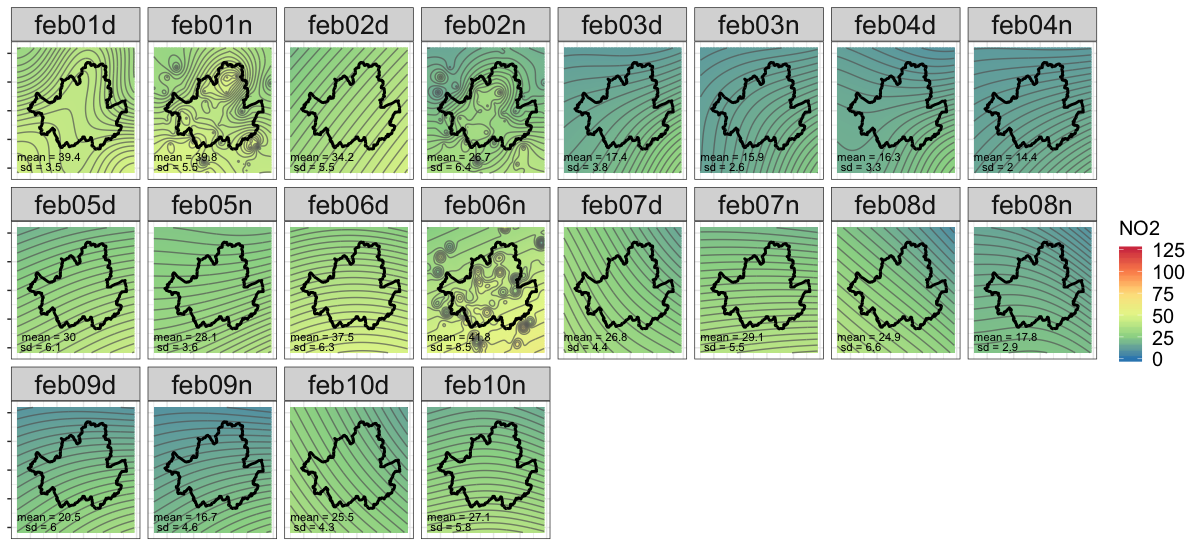 feb01d feb01n feb02d feb02n feb03d feb03n feb04d feb04n
mean = 39.4 mean = 39.8 mean = 34.2 mean = 26.7 mean = 17.4 mean = 15.9 mean = 16.3 mean = 14.4
sd = 3.5 sd = 5.5 sd = 5.5 sd = 6.4 sd = 3.8 sd = 2.6 sd = 3.3 sd = 2
feb05d feb05n feb06d feb06n feb07d feb07n feb08d feb08n
mean = 30 mean = 28.1 mean = 37.5 mean = 41.8 mean = 26.8 mean = 29.1 mean = 24.9 mean = 17.8
sd = 6.1 sd = 3.6 sd = 6.3 sd = 8.5 sd = 4.4 sd = 5.5 sd = 6.6 sd = 2.9
NO2
125
100
75
50
25
0
feb09d feb09n feb10d feb10n
mean = 20.5 mean = 16.7 mean = 25.5 mean = 27.1
sd = 6 sd = 4.6 sd = 4.3 sd = 5.8